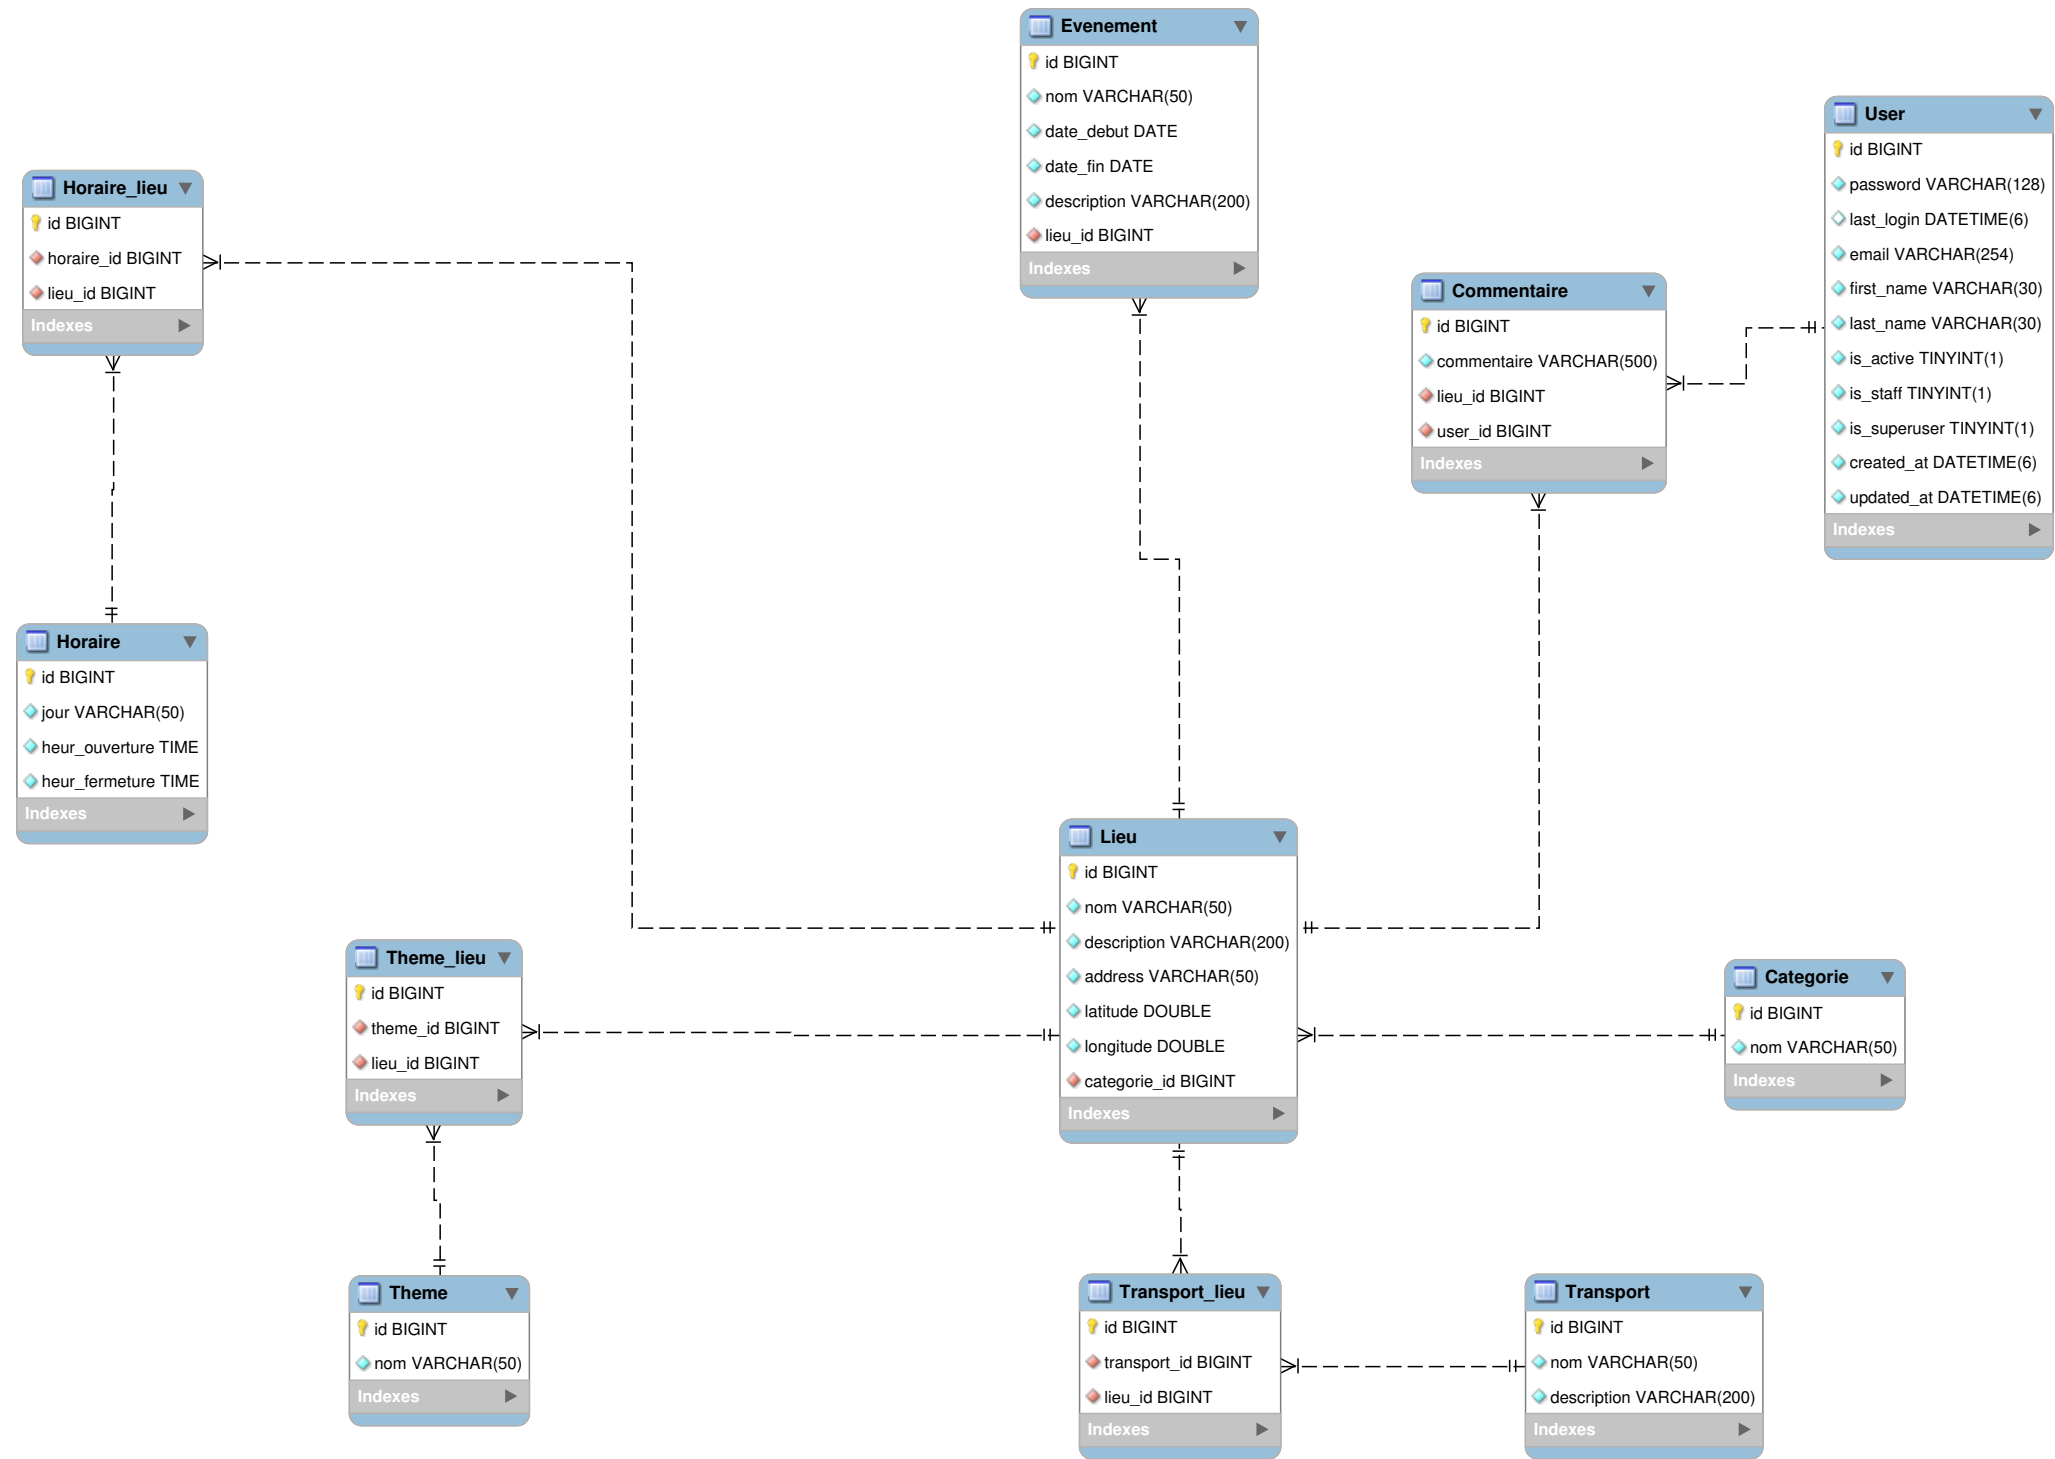 Evenement
id BIGINT
nom VARCHAR(50)
date_debut DATE
date_fin DATE
description VARCHAR(200)
lieu_id BIGINT
Indexes
User
id BIGINT
password VARCHAR(128)
last_login DATETIME(6)
email VARCHAR(254)
first_name VARCHAR(30)
last_name VARCHAR(30)
is_active TINYINT(1)
is_staff TINYINT(1)
is_superuser TINYINT(1)
created_at DATETIME(6)
updated_at DATETIME(6)
Indexes
Horaire_lieu
id BIGINT
horaire_id BIGINT
lieu_id BIGINT
Indexes
Commentaire
id BIGINT
commentaire VARCHAR(500)
lieu_id BIGINT
user_id BIGINT
Indexes
Horaire
id BIGINT
jour VARCHAR(50)
heur_ouverture TIME
heur_fermeture TIME
Indexes
Lieu
id BIGINT
nom VARCHAR(50)
description VARCHAR(200)
address VARCHAR(50)
latitude DOUBLE
longitude DOUBLE
categorie_id BIGINT
Indexes
Theme_lieu
id BIGINT
theme_id BIGINT
lieu_id BIGINT
Indexes
Categorie
id BIGINT
nom VARCHAR(50)
Indexes
Theme
id BIGINT
nom VARCHAR(50)
Indexes
Transport_lieu
id BIGINT
transport_id BIGINT
lieu_id BIGINT
Indexes
Transport
id BIGINT
nom VARCHAR(50)
description VARCHAR(200)
Indexes